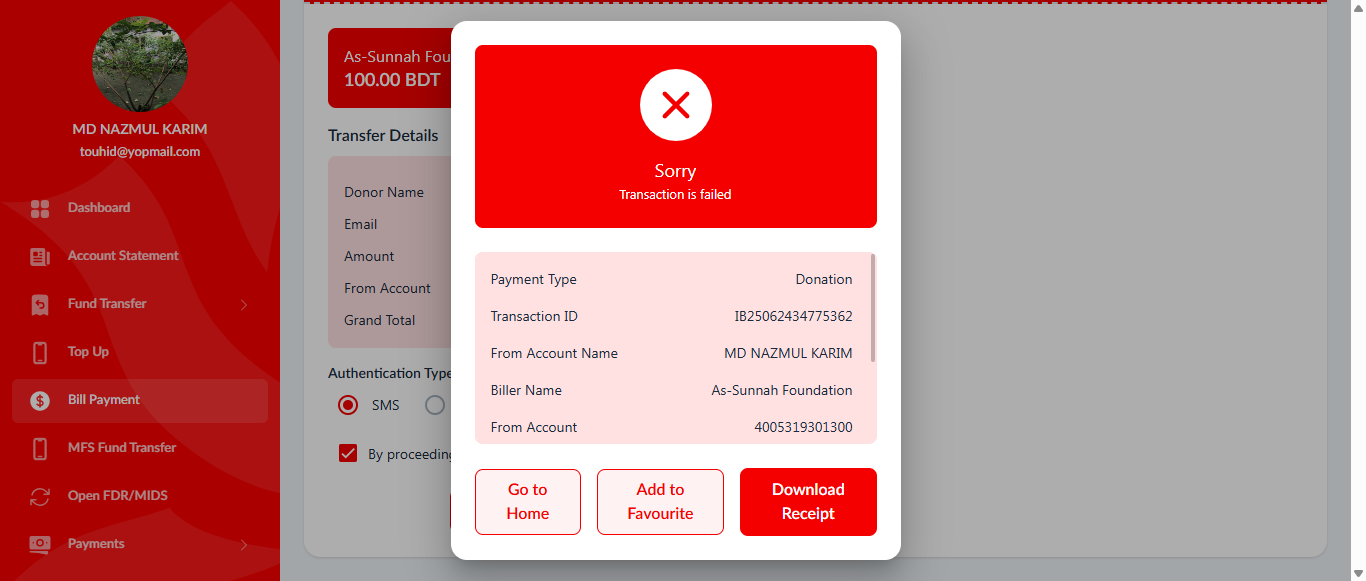 MD NAZMUL KARIM
touhid@yopmail.com
Dashboard
Account Statement
Fund Transfer
Top Up
Bill Payment
MFS Fund Transfer
Open FDR/MIDS
Payments
As-Sunnah Fou
100.00 BDT
Transfer Details
Donor Name
Email
Amount
From Account
Grand Total
Authentication Type
SMS
By proceeding
Sorry
Transaction is failed
Payment Type Donation
Transaction ID IB25062434775362
From Account Name MD NAZMUL KARIM
Biller Name As-Sunnah Foundation
From Account 4005319301300
Go to
Home
Add to
Favourite
Download
Receipt